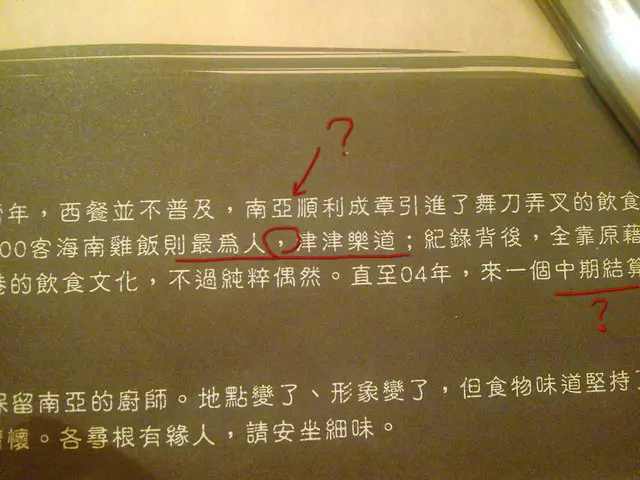 ?
年，西餐並不普及，南亞順利成章引進了舞刀弄叉的飲食
00客海南雞飯則最為人，津津樂道；紀錄背後，全靠原藉
的飲食文化，不過純粹偶然。直至04年，來一個中期結算
?
保留南亞的廚師。地點變了、形象變了，但食物味道堅持了
懷。各尋根有緣人，請安坐細味。